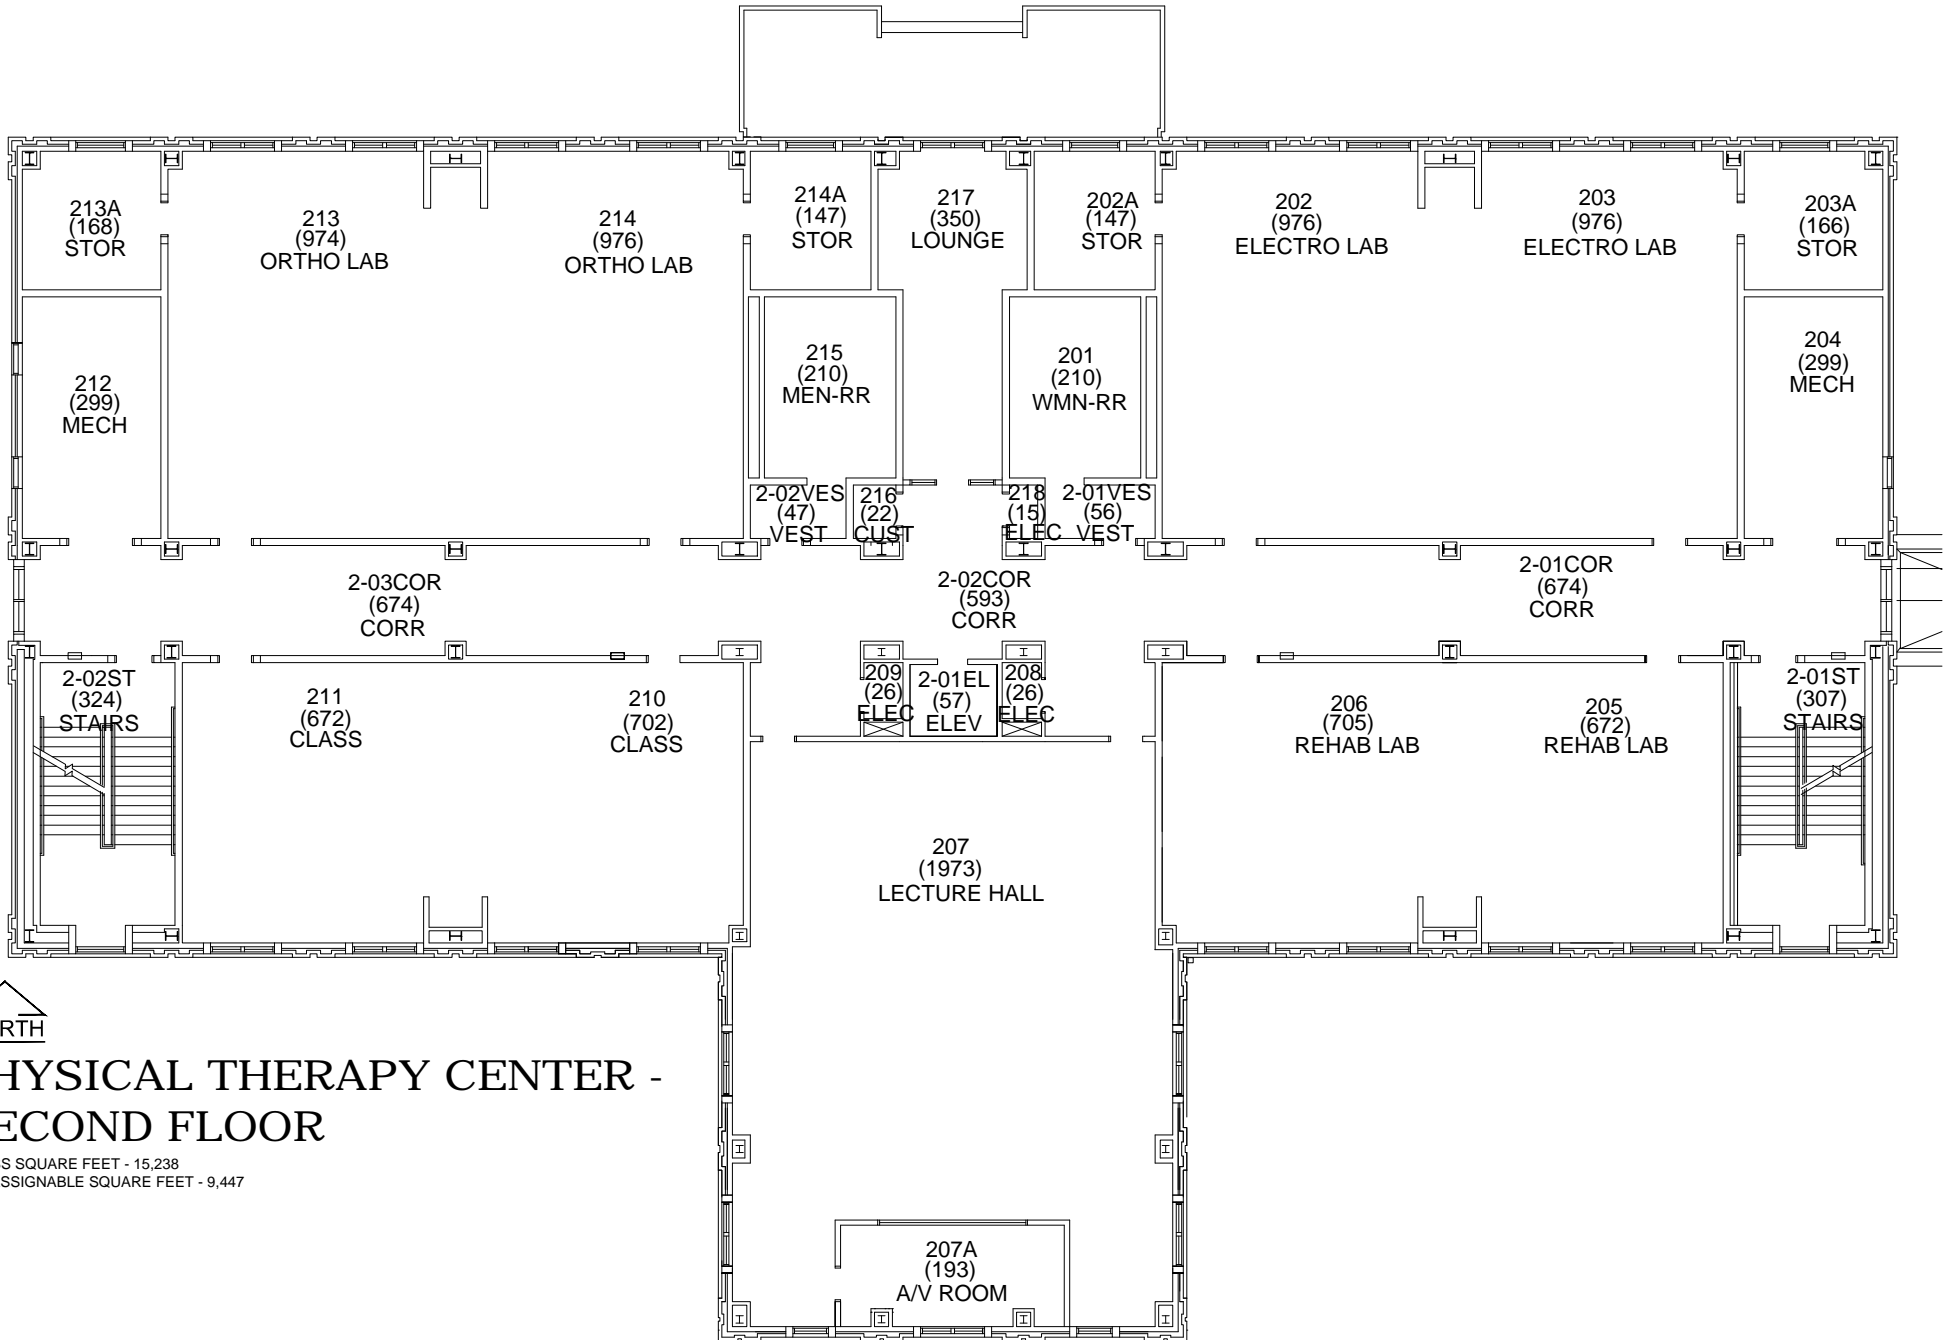 213A
(168)
STOR
213
(974)
ORTHO LAB
214
(976)
ORTHO LAB
214A
(147)
STOR
217
(350)
LOUNGE
202A
(147)
STOR
202
(976)
ELECTRO LAB
203
(976)
ELECTRO LAB
203A
(166)
STOR
212
(299)
MECH
215
(210)
MEN-RR
201
(210)
WMN-RR
204
(299)
MECH
2-02VES
(47)
VEST
216
(22)
CUST
218
(15)
ELEC
2-01VES
(56)
VEST
2-03COR
(674)
CORR
2-02COR
(593)
CORR
2-01COR
(674)
CORR
2-02ST
(324)
STAIRS
211
(672)
CLASS
210
(702)
CLASS
209
(26)
ELEC
2-01EL
(57)
ELEV
208
(26)
ELEC
206
(705)
REHAB LAB
205
(672)
REHAB LAB
2-01ST
(307)
STAIRS
207
(1973)
LECTURE HALL
207A
(193)
A/V ROOM
RTH
HYSICAL THERAPY CENTER -
ECOND FLOOR
S SQUARE FEET - 15,238
SSIGNABLE SQUARE FEET - 9,447